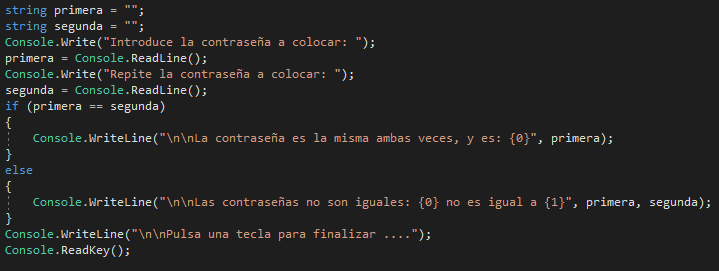 string primera = "";
string segunda = "";
Console.Write("Introduce la contraseña a colocar: ");
primera = Console.ReadLine();
Console.Write("Repite la contraseña a colocar: ");
segunda = Console.ReadLine();
if (primera == segunda)
{
    Console.WriteLine("\n\nLa contraseña es la misma ambas veces, y es: {0}", primera);
}
else
{
    Console.WriteLine("\n\nLas contraseñas no son iguales: {0} no es igual a {1}", primera, segunda);
}
Console.WriteLine("\n\nPulsa una tecla para finalizar ....");
Console.ReadKey();